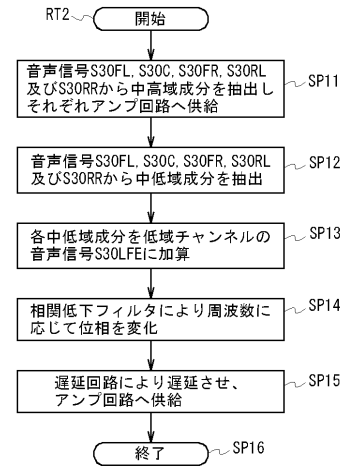 RT2
開始
音声信号S30FL, S30C, S30FR, S30RL
及びS30RRから中高域成分を抽出し
それぞれアンプ回路へ供給
SP11
音声信号S30FL, S30C, S30FR, S30RL
及びS30RRから中低域成分を抽出
SP12
各中低域成分を低域チャンネルの
音声信号S30LFEに加算
SP13
相関低下フィルタにより周波数に
応じて位相を変化
SP14
遅延回路により遅延させ、
アンプ回路へ供給
SP15
終了
SP16